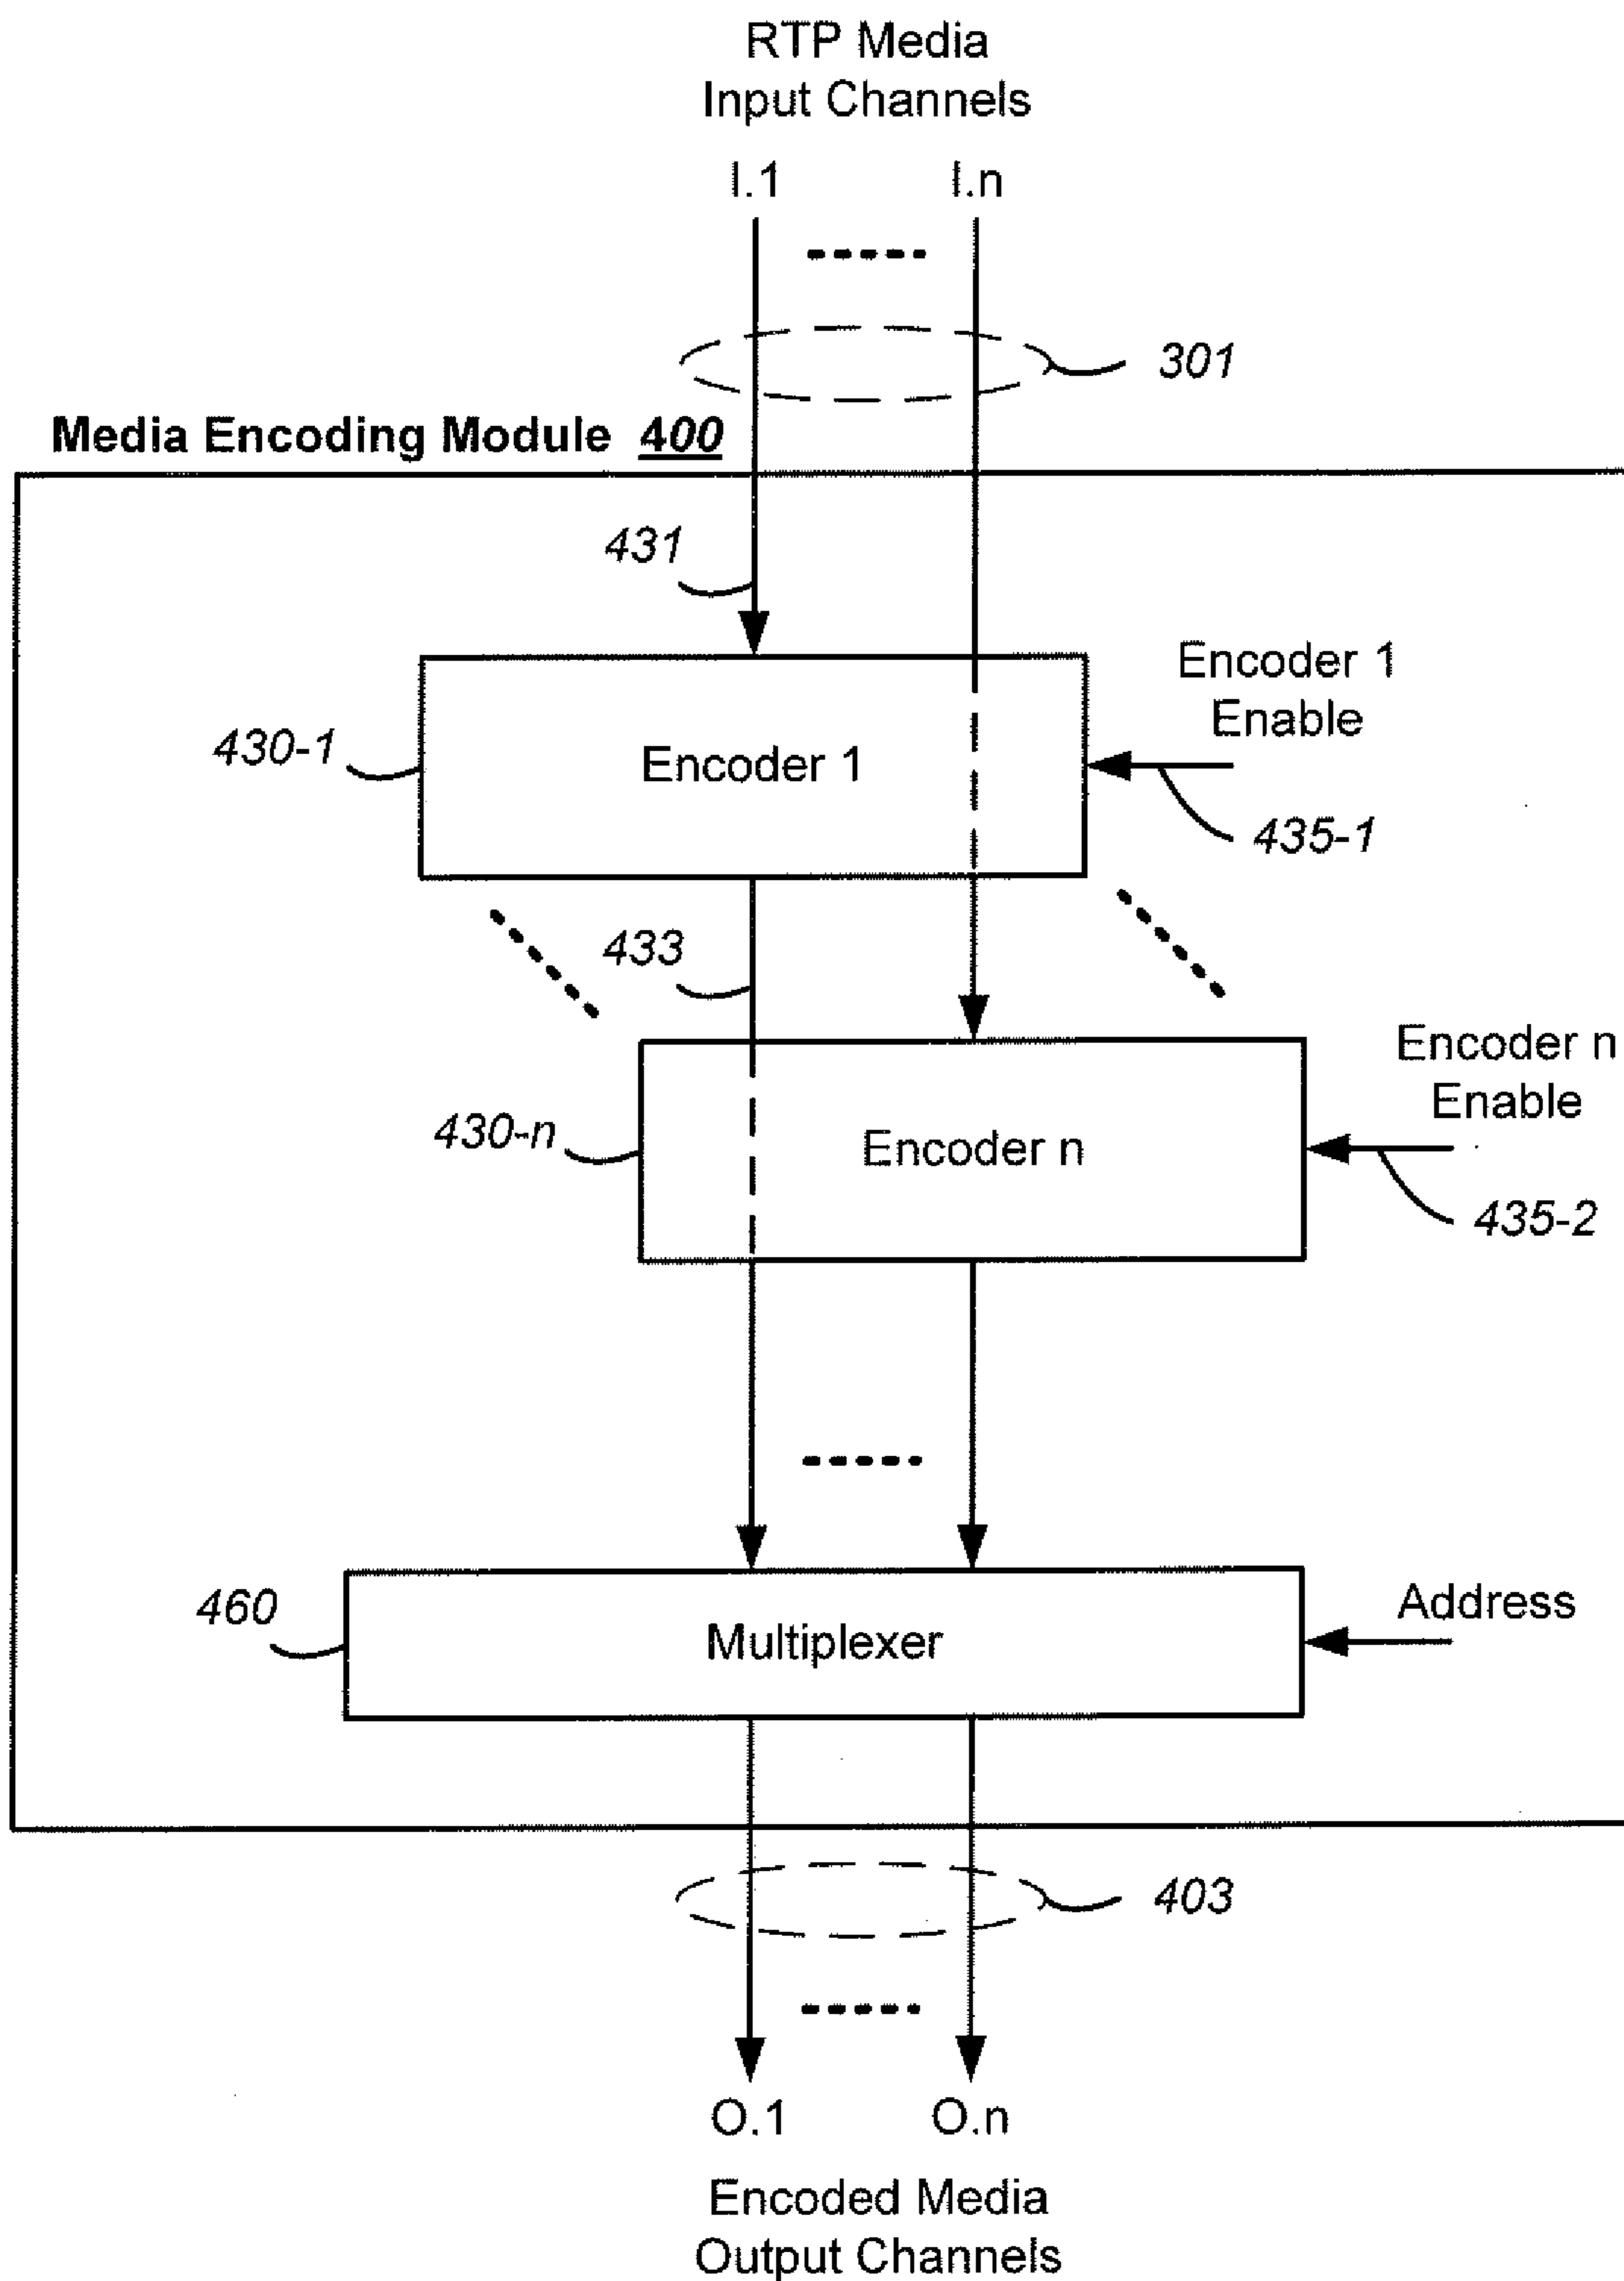 RTP Media
Input Channels
I.1
I.n
301
Media Encoding Module 400
431
Encoder 1
Enable
430-1
Encoder 1
435-1
433
Encoder n
Enable
430-n
Encoder n
435-2
460
Multiplexer
Address
403
O.1
O.n
Encoded Media
Output Channels